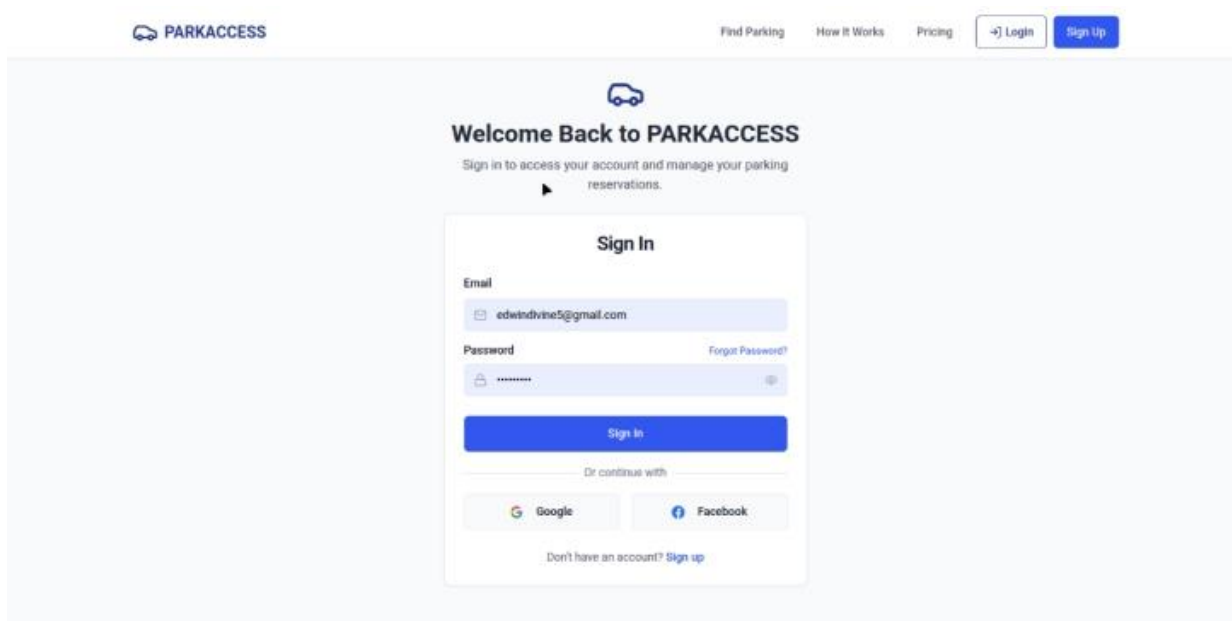 PARKACCESS
Find Parking
How It Works
Pricing
Login
Sign Up
Welcome Back to PARKACCESS
Sign in to access your account and manage your parking
reservations.
Sign In
Email
edwindivine5@gmail.com
Password
Forgot Password?
•••••••••
Sign In
Or continue with
Google
Facebook
Don't have an account? Sign up